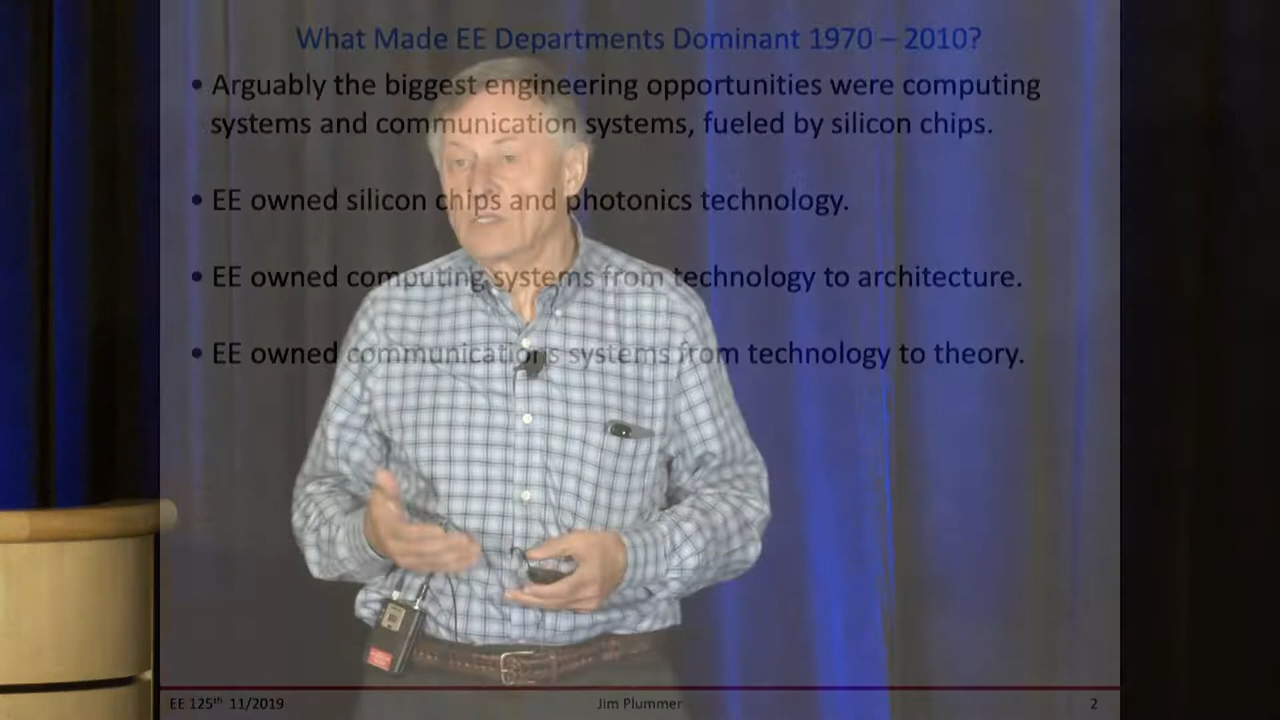 What Made EE Departments Dominant 1970 – 2010?
• Arguably the biggest engineering opportunities were computing
systems and communication systems, fueled by silicon chips.
• EE owned silicon chips and photonics technology.
• EE owned computing systems from technology to architecture.
• EE owned communications systems from technology to theory.
EE 125th 11/2019 Jim Plummer 2